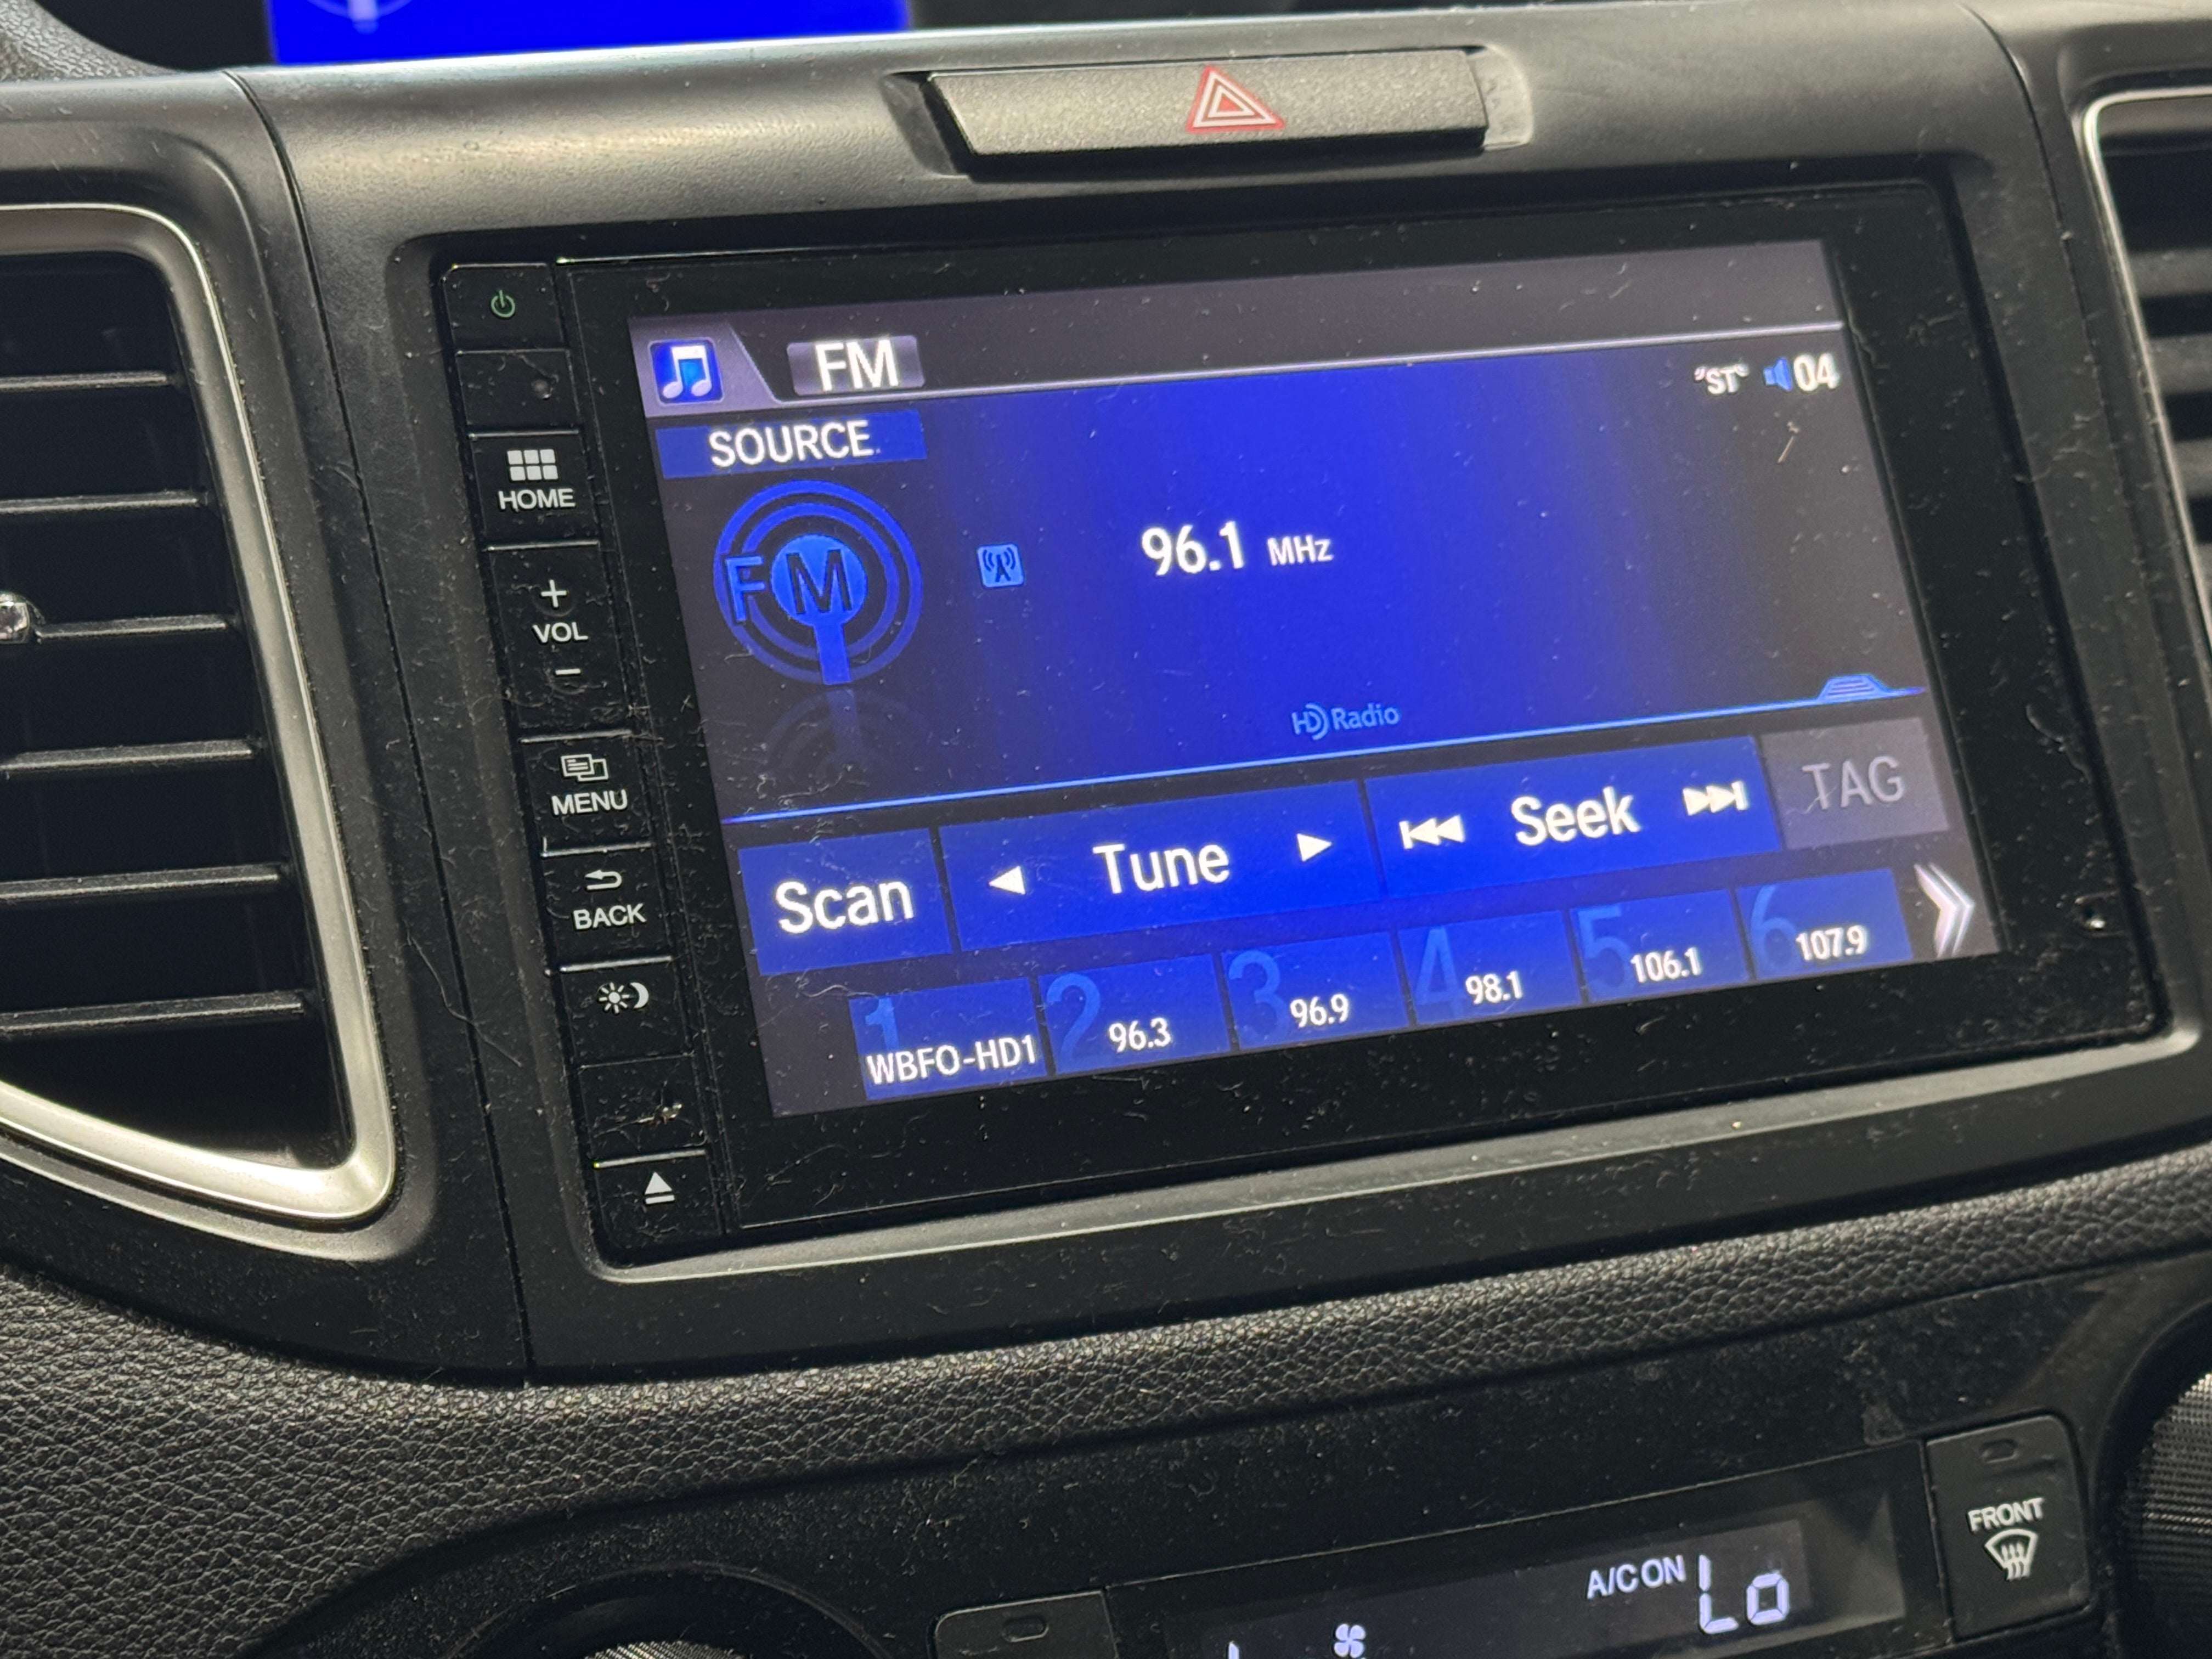 FM
"ST" 04
SOURCE
FM
96.1 MHz
HD Radio
Scan
Tune
Seek
TAG
1
WBFO-HD1
2
96.3
3
96.9
4
98.1
5
106.1
6
107.9
HOME
+
VOL
-
MENU
BACK
A/C ON
Lo
FRONT